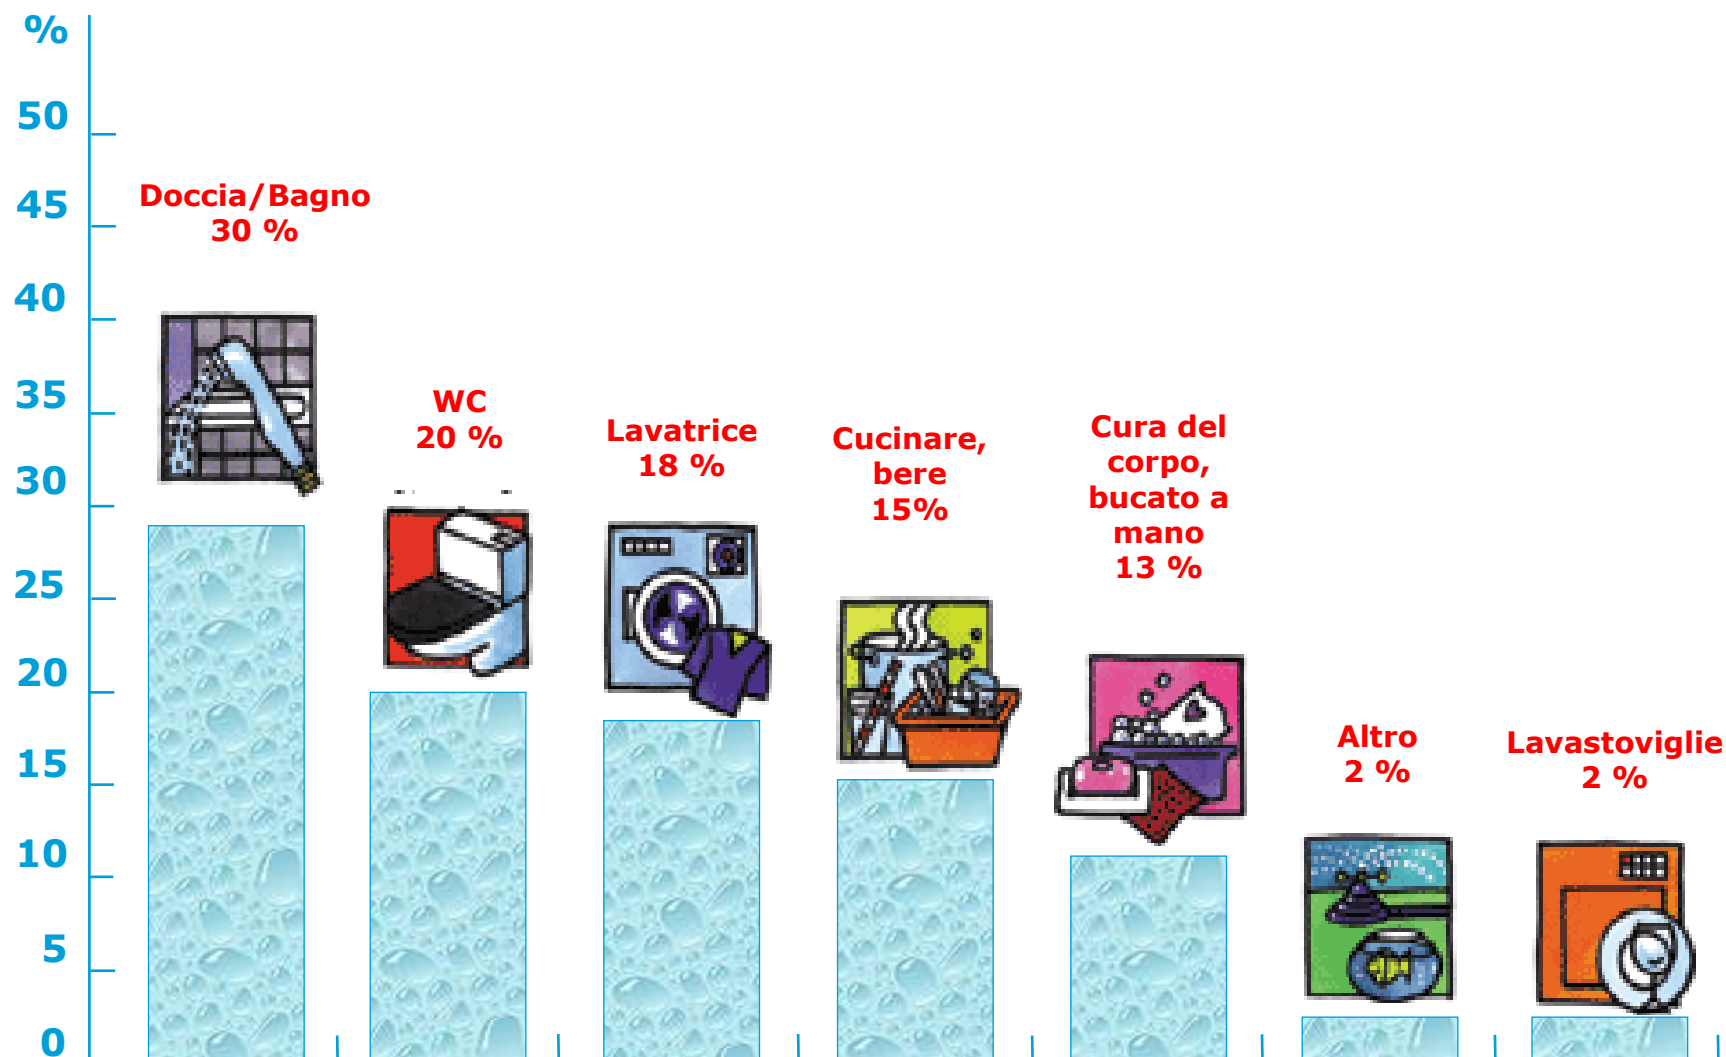 %
50
45
40
35
30
25
20
15
10
5
0
Doccia/Bagno
30 %
WC
20 %
Lavatrice
18 %
Cucinare,
bere
15%
Cura del
corpo,
bucato a
mano
13 %
Altro
2 %
Lavastoviglie
2 %